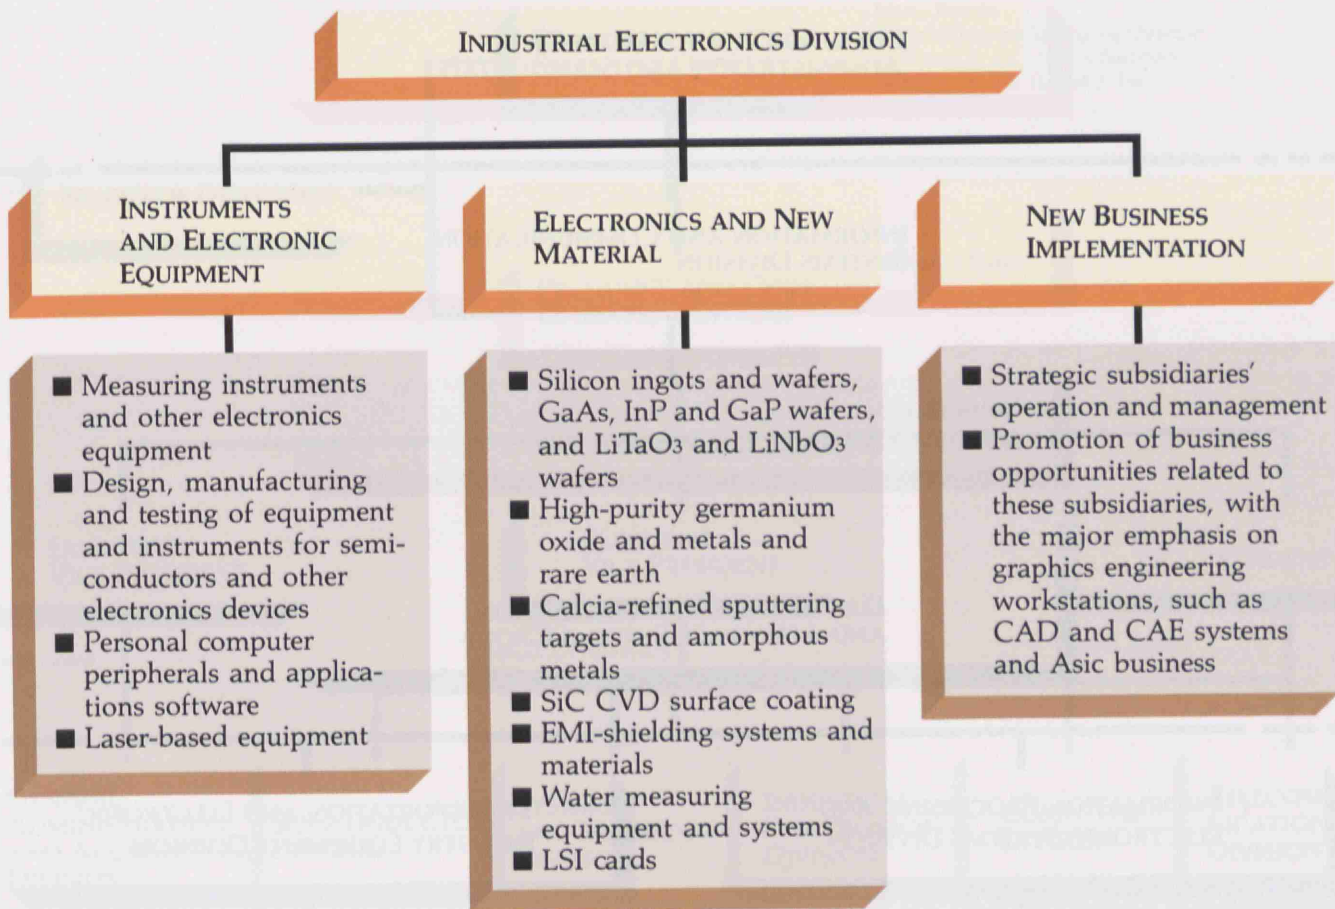 INDUSTRIAL ELECTRONICS DIVISION
INSTRUMENTS
AND ELECTRONIC
EQUIPMENT
■ Measuring instruments
and other electronics
equipment
■ Design, manufacturing
and testing of equipment
and instruments for semi-
conductors and other
electronics devices
■ Personal computer
peripherals and applica-
tions software
■ Laser-based equipment
ELECTRONICS AND NEW
MATERIAL
■ Silicon ingots and wafers,
GaAs, InP and GaP wafers,
and LiTaO3 and LiNbO3
wafers
■ High-purity germanium
oxide and metals and
rare earth
■ Calcia-refined sputtering
targets and amorphous
metals
■ SiC CVD surface coating
■ EMI-shielding systems and
materials
■ Water measuring
equipment and systems
■ LSI cards
NEW BUSINESS
IMPLEMENTATION
■ Strategic subsidiaries'
operation and management
■ Promotion of business
opportunities related to
these subsidiaries, with
the major emphasis on
graphics engineering
workstations, such as
CAD and CAE systems
and Asic business